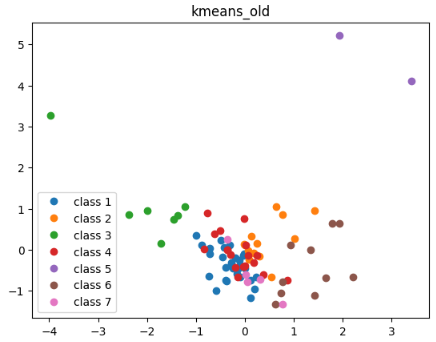 kmeans_old
5
4
3
2
1
0
−1
class 1
class 2
class 3
class 4
class 5
class 6
class 7
−4 −3 −2 −1 0 1 2 3